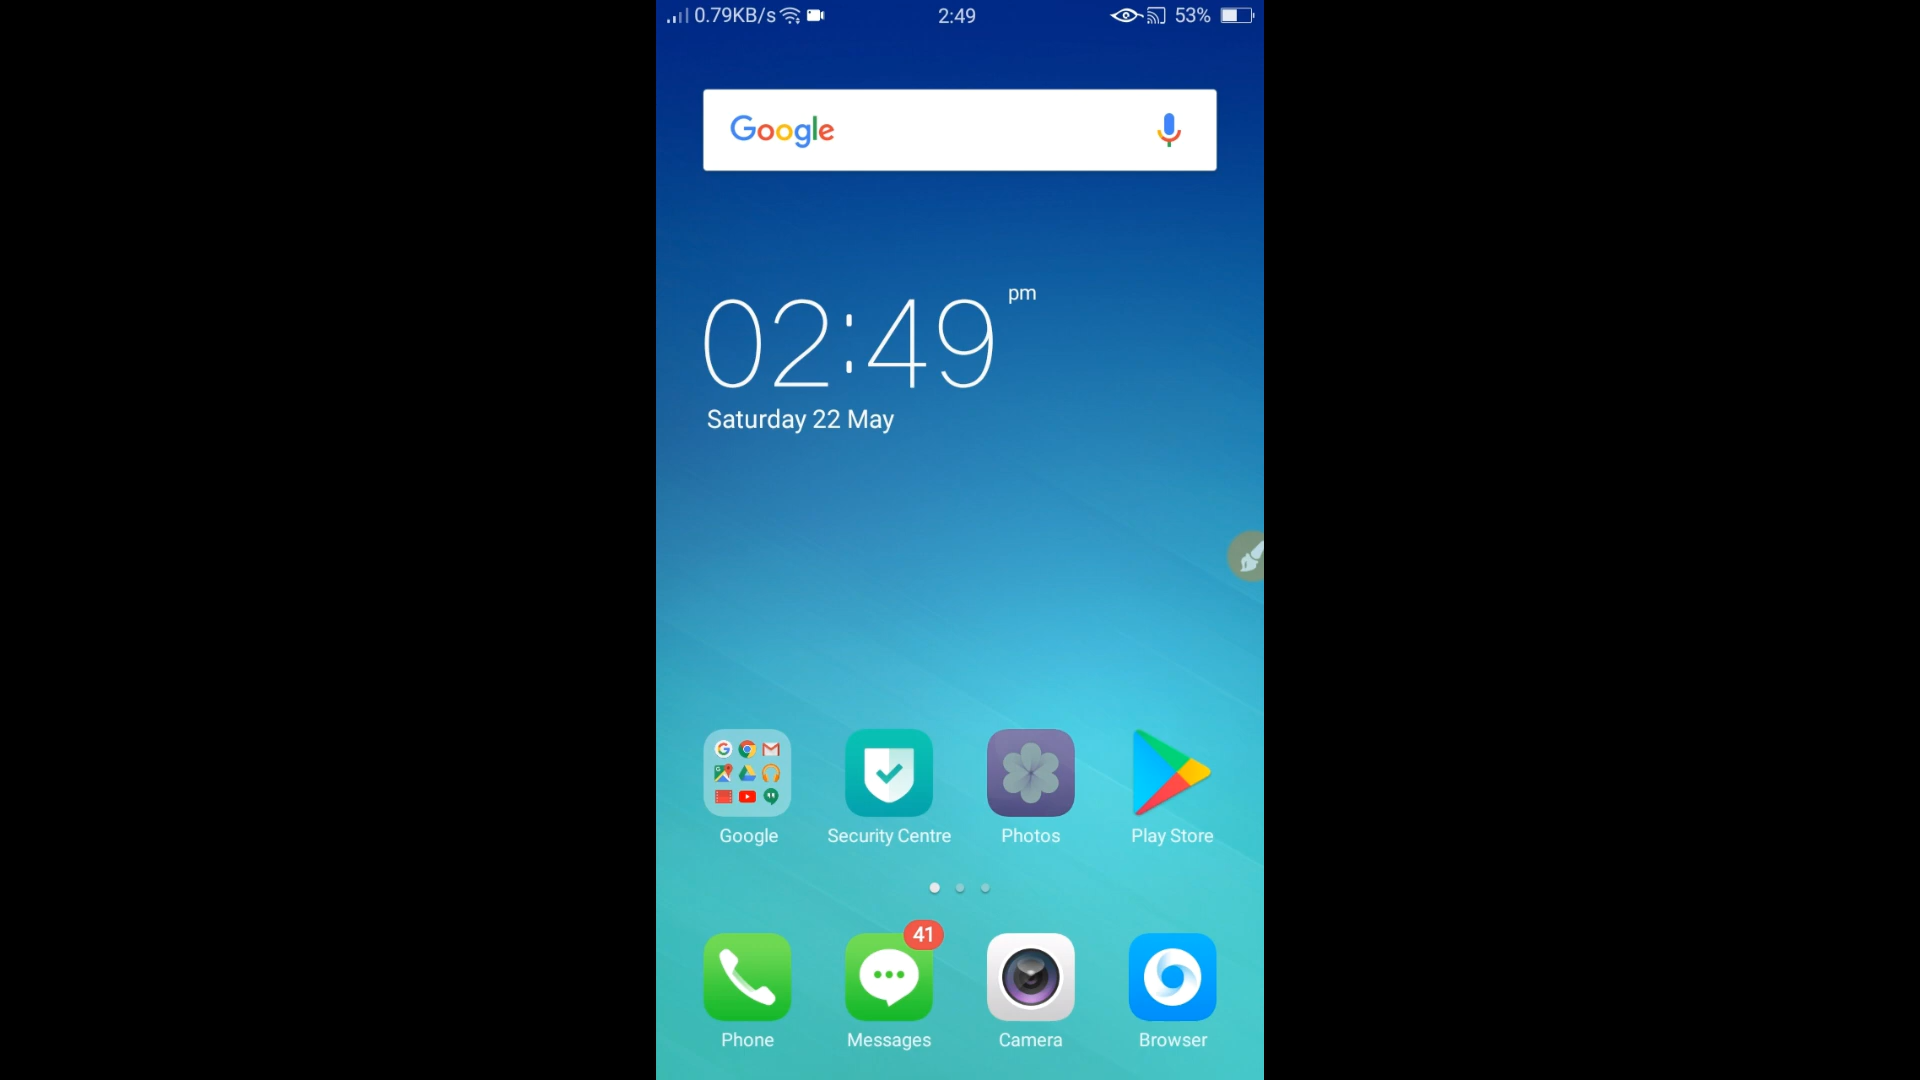 0.79KB/s 2:49 53%
Google
02:49 pm
Saturday 22 May
Google Security Centre Photos Play Store
41
Phone Messages Camera Browser